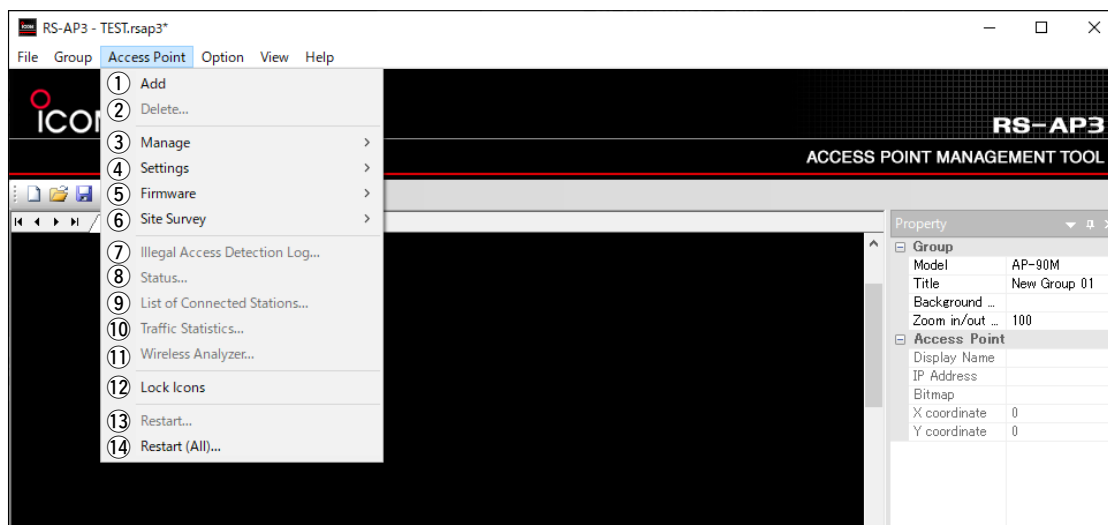 icom RS-AP3 - TEST.rsap3*
File Group Access Point Option View Help
① Add
② Delete...
③ Manage
④ Settings
⑤ Firmware
⑥ Site Survey
⑦ Illegal Access Detection Log...
⑧ Status...
⑨ List of Connected Stations...
⑩ Traffic Statistics...
⑪ Wireless Analyzer...
⑫ Lock Icons
⑬ Restart...
⑭ Restart (All)...
ICO
RS-AP3
ACCESS POINT MANAGEMENT TOOL
Property
Group
Model AP-90M
Title New Group 01
Background ...
Zoom in/out ... 100
Access Point
Display Name
IP Address
Bitmap
X coordinate 0
Y coordinate 0